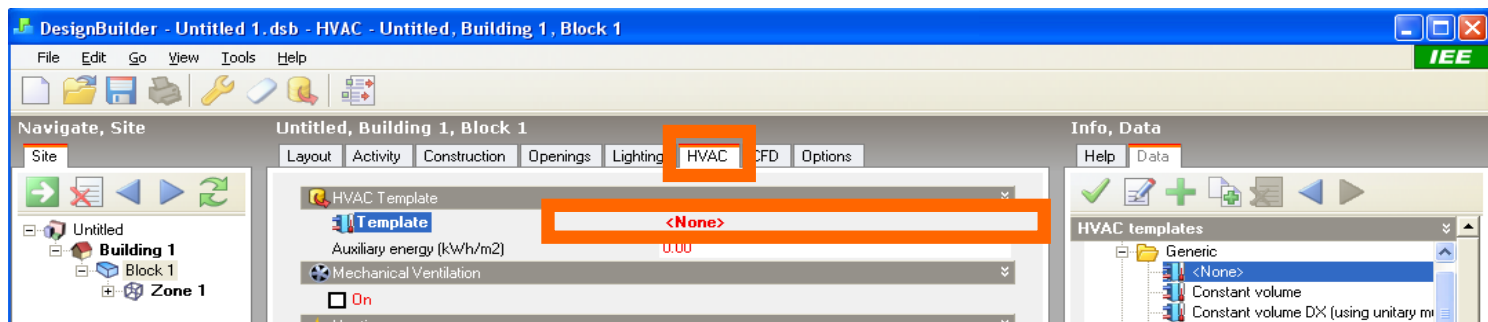 DesignBuilder - Untitled 1.dsb - HVAC - Untitled, Building 1, Block 1
File Edit Go View Tools Help
IEE
Navigate, Site
Site
Untitled
Building 1
Block 1
Zone 1
Untitled, Building 1, Block 1
Layout Activity Construction Openings Lighting HVAC CFD Options
HVAC Template
Template <None>
Auxiliary energy (kWh/m2) 0.00
Mechanical Ventilation
On
Info, Data
Help Data
HVAC templates
Generic
<None>
Constant volume
Constant volume DX (using unitary